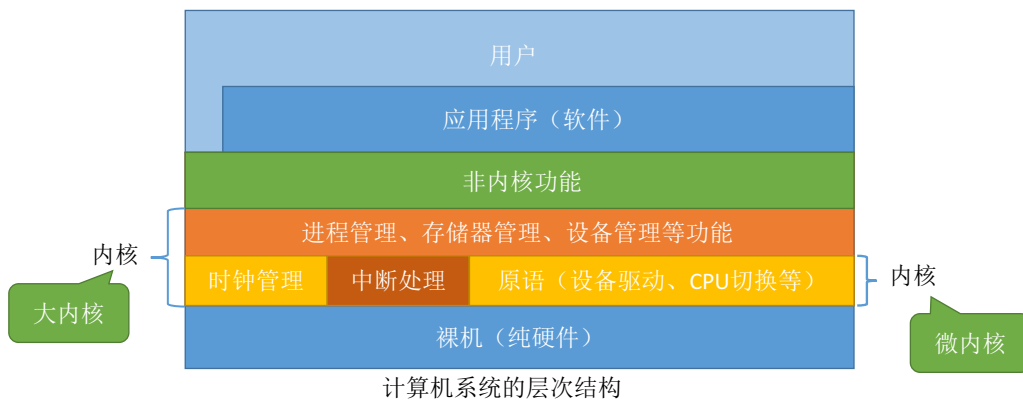 用户
应用程序（软件）
非内核功能
进程管理、存储器管理、设备管理等功能
内核
时钟管理
中断处理
原语（设备驱动、CPU切换等）
内核
大内核
裸机（纯硬件）
微内核
计算机系统的层次结构